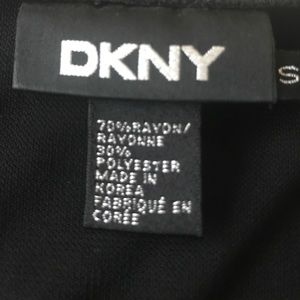 DKNY
S
70%RAYON/
RAYONNE
30%
POLYESTER
MADE IN
KOREA
FABRIQUÉ EN
CORÉE